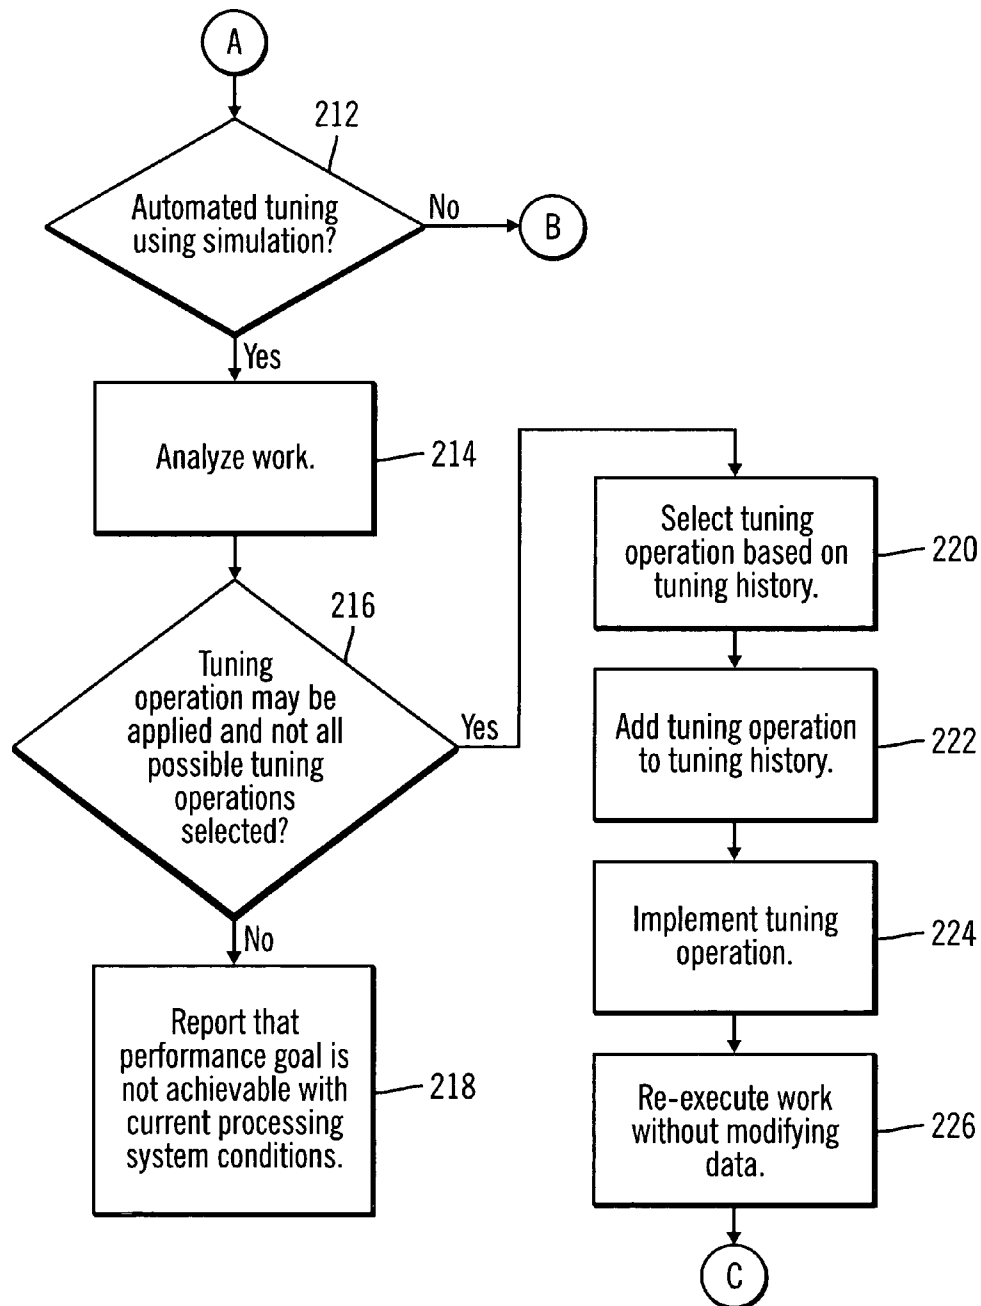 A
212
Automated tuning
using simulation?
No
B
Yes
Analyze work.
214
216
Tuning
operation may be
applied and not all
possible tuning
operations
selected?
Yes
No
Report that
performance goal is
not achievable with
current processing
system conditions.
218
Select tuning
operation based on
tuning history.
220
Add tuning operation
to tuning history.
222
Implement tuning
operation.
224
Re-execute work
without modifying
data.
226
C